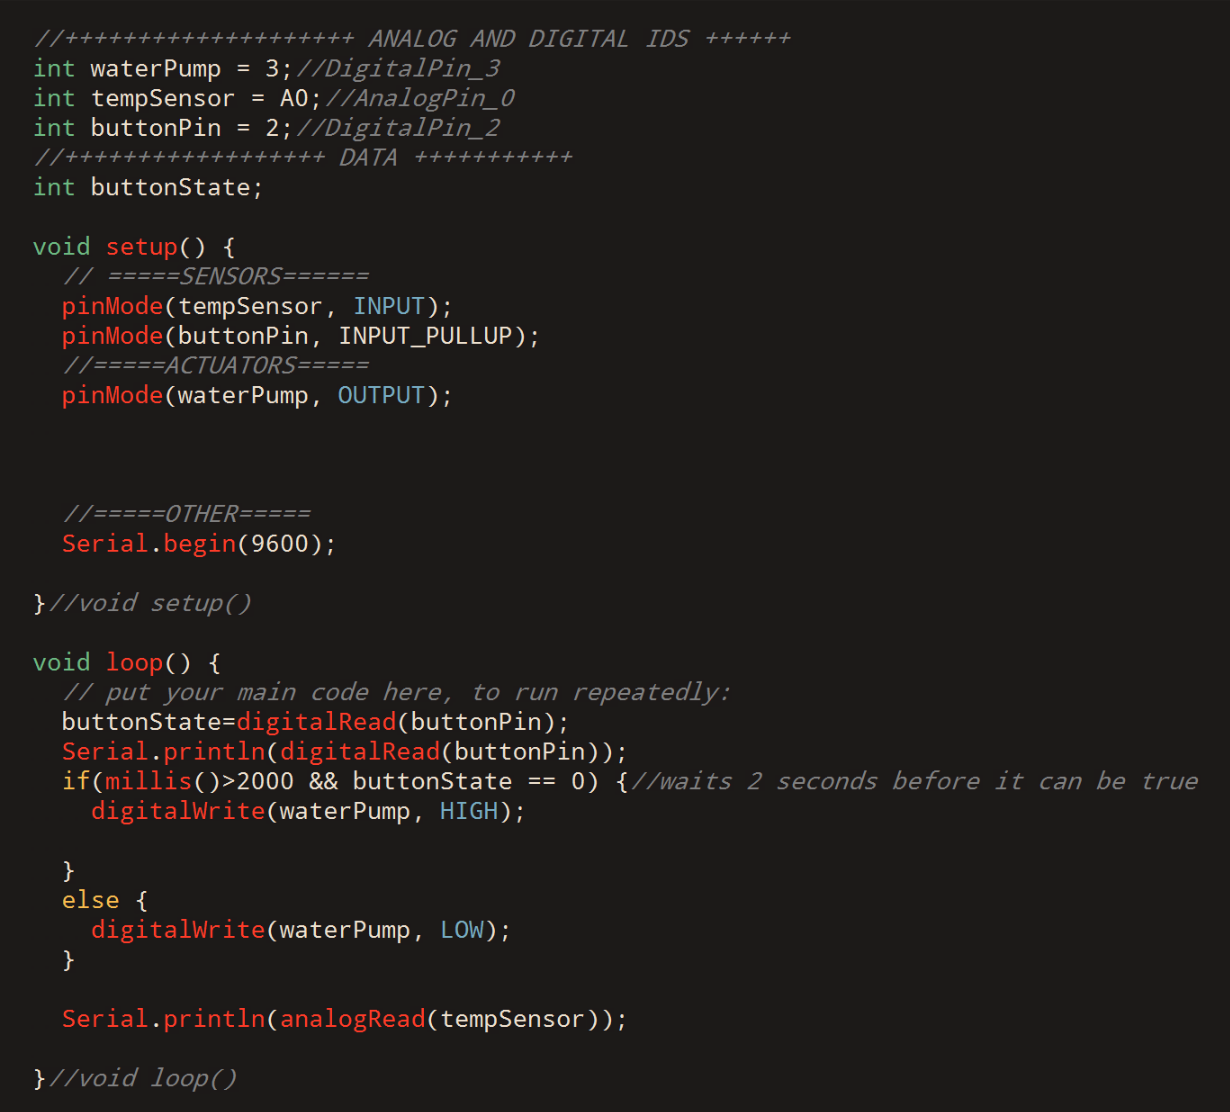 //++++++++++++++++++++ ANALOG AND DIGITAL IDS ++++++
int waterPump = 3;//DigitalPin_3
int tempSensor = A0;//AnalogPin_0
int buttonPin = 2;//DigitalPin_2
//++++++++++++++++++ DATA +++++++++++
int buttonState;
void setup() {
// =====SENSORS======
pinMode(tempSensor, INPUT);
pinMode(buttonPin, INPUT_PULLUP);
//=====ACTUATORS=====
pinMode(waterPump, OUTPUT);
//=====OTHER=====
Serial.begin(9600);
}//void setup()
void loop() {
// put your main code here, to run repeatedly:
buttonState=digitalRead(buttonPin);
Serial.println(digitalRead(buttonPin));
if(millis()>2000 && buttonState == 0) {//waits 2 seconds before it can be true
digitalWrite(waterPump, HIGH);
}
else {
digitalWrite(waterPump, LOW);
}
Serial.println(analogRead(tempSensor));
}//void loop()